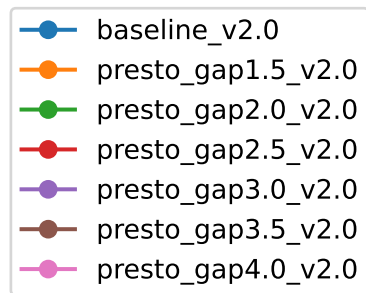 baseline_v2.0
presto_gap1.5_v2.0
presto_gap2.0_v2.0
presto_gap2.5_v2.0
presto_gap3.0_v2.0
presto_gap3.5_v2.0
presto_gap4.0_v2.0